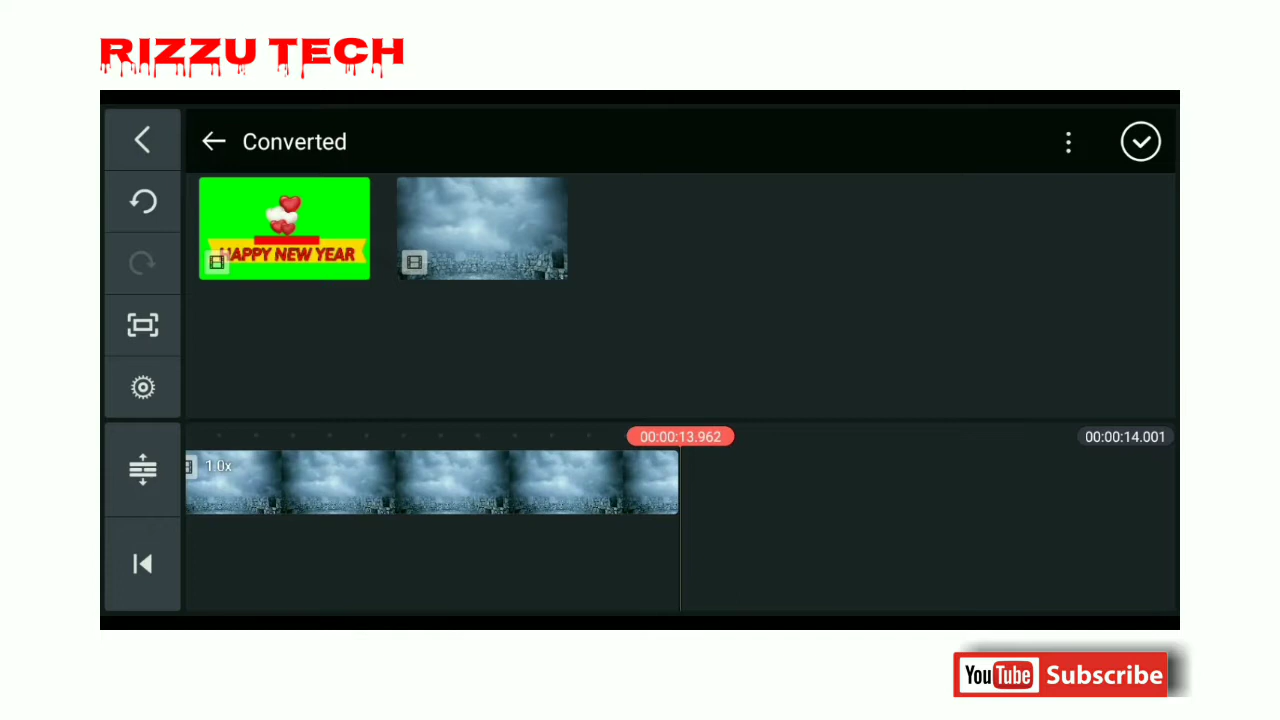 RIZZU TECH
Converted
HAPPY NEW YEAR
00:00:13.962
00:00:14.001
1.0x
YouTube Subscribe